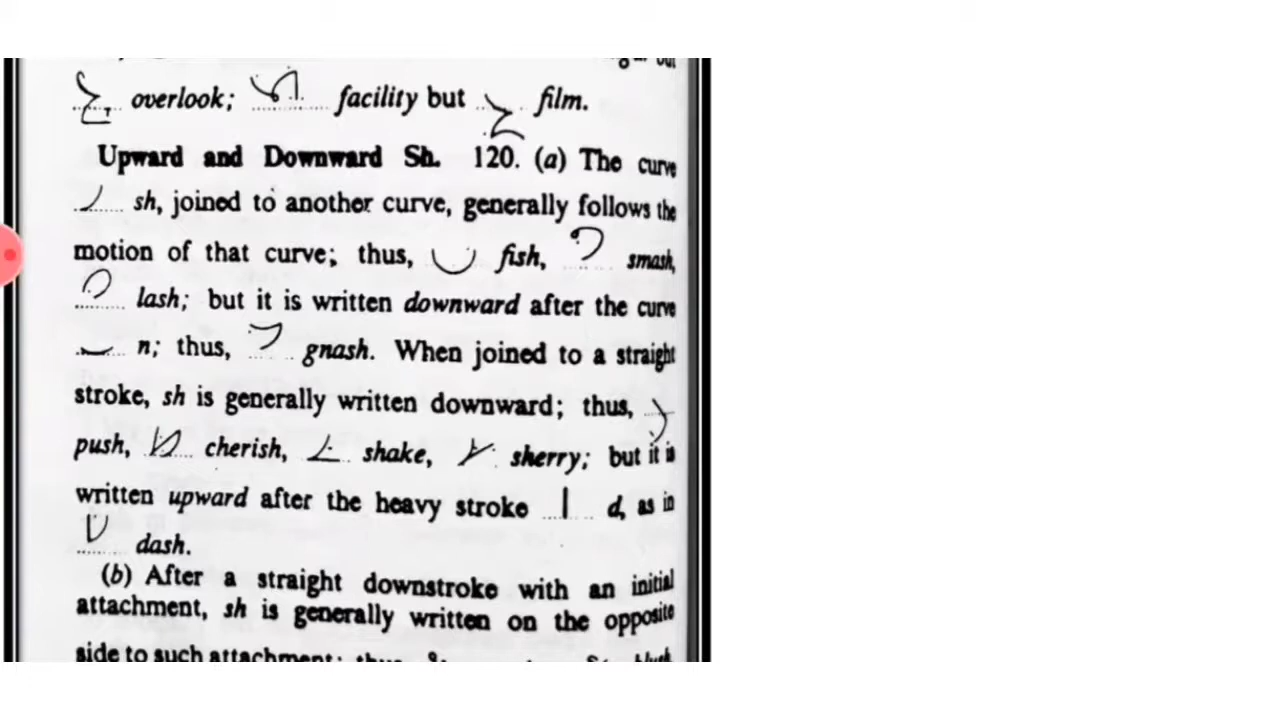 overlook; facility but film.
Upward and Downward Sh. 120. (a) The curve
sh, joined to another curve, generally follows the
motion of that curve; thus, fish, smash,
lash; but it is written downward after the curve
n; thus, gnash. When joined to a straight
stroke, sh is generally written downward; thus,
push, cherish, shake, sherry; but it is
written upward after the heavy stroke d, as in
dash.
(b) After a straight downstroke with an initial
attachment, sh is generally written on the opposite
side to such attachment; thus